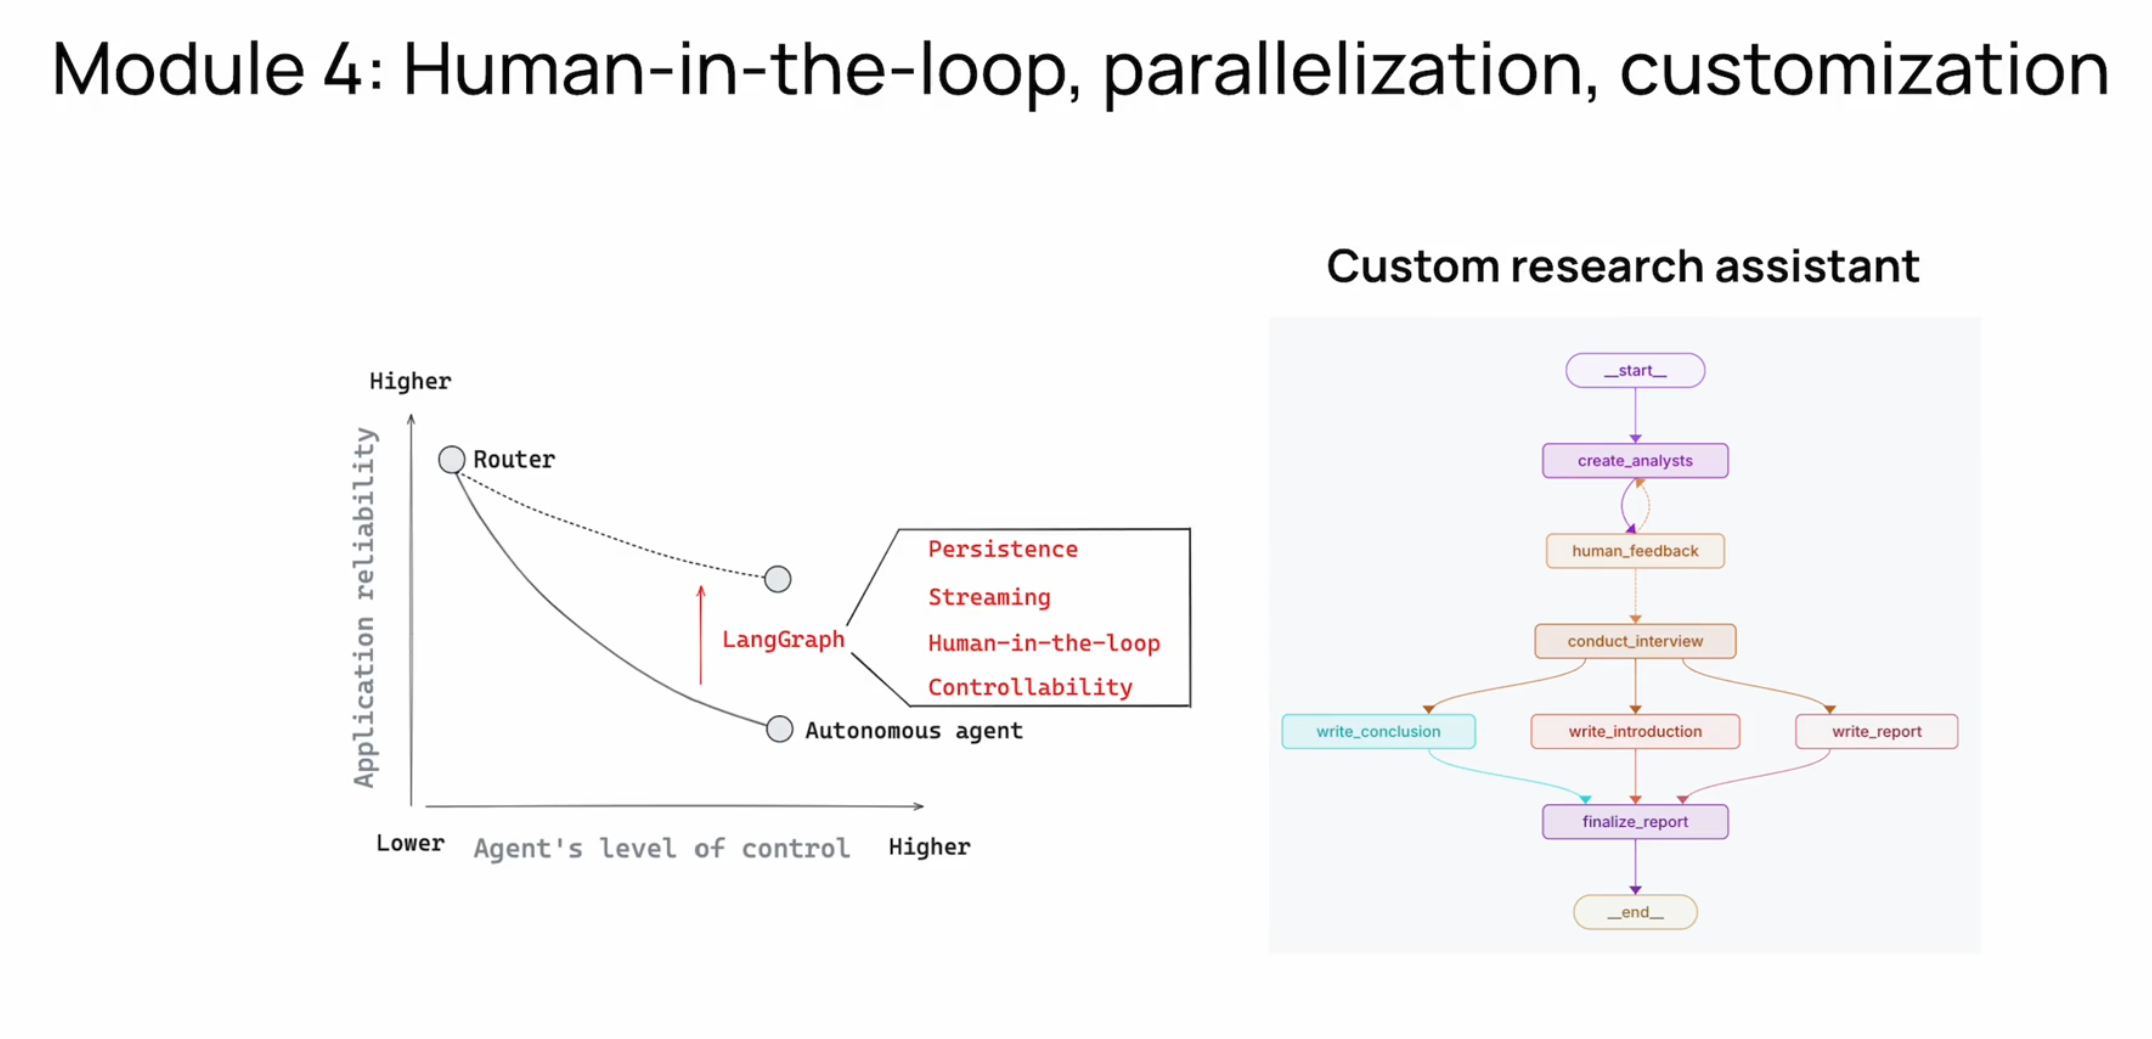 Module 4: Human-in-the-loop, parallelization, customization
Higher
Application reliability
Router
LangGraph
Persistence
Streaming
Human-in-the-loop
Controllability
Autonomous agent
Lower
Agent's level of control
Higher
Custom research assistant
__start__
create_analysts
human_feedback
conduct_interview
write_conclusion
write_introduction
write_report
finalize_report
__end__